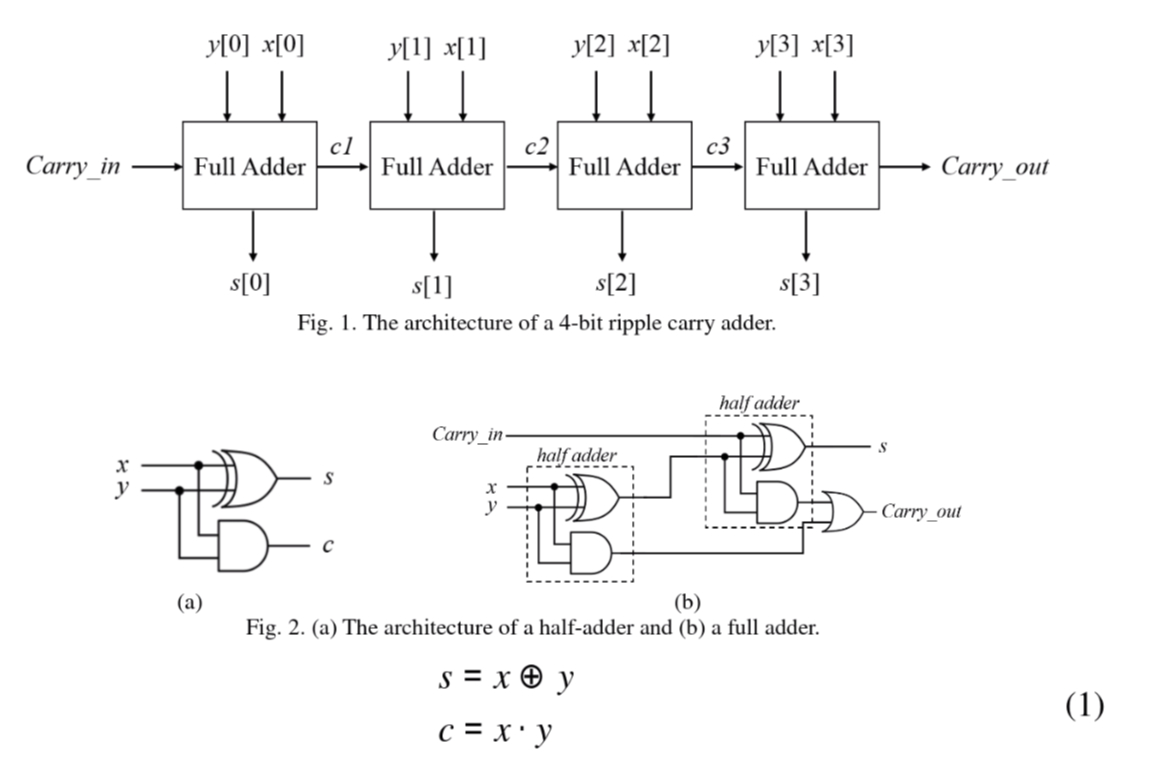 y[0] x[0] y[1] x[1] y[2] x[2] y[3] x[3]
Carry_in Full Adder c1 Full Adder c2 Full Adder c3 Full Adder Carry_out
s[0] s[1] s[2] s[3]
Fig. 1. The architecture of a 4-bit ripple carry adder.
half adder
Carry_in
s
half adder
x
s
x
y
y
Carry_out
c
(a)
(b)
Fig. 2. (a) The architecture of a half-adder and (b) a full adder.
s = x ⊕ y
(1)
c = x · y